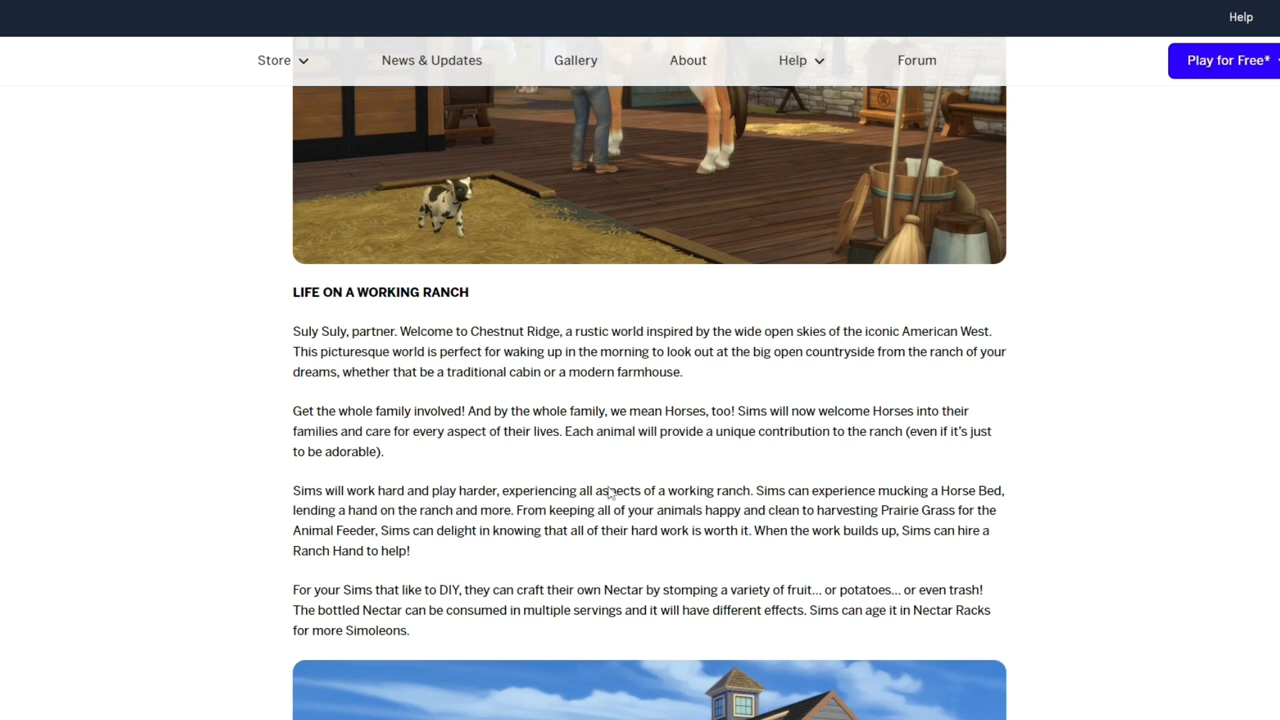 Help
Store
News & Updates
Gallery
About
Help
Forum
Play for Free*
LIFE ON A WORKING RANCH
Suly Suly, partner. Welcome to Chestnut Ridge, a rustic world inspired by the wide open skies of the iconic American West.
This picturesque world is perfect for waking up in the morning to look out at the big open countryside from the ranch of your
dreams, whether that be a traditional cabin or a modern farmhouse.
Get the whole family involved! And by the whole family, we mean Horses, too! Sims will now welcome Horses into their
families and care for every aspect of their lives. Each animal will provide a unique contribution to the ranch (even if it's just
to be adorable).
Sims will work hard and play harder, experiencing all aspects of a working ranch. Sims can experience mucking a Horse Bed,
lending a hand on the ranch and more. From keeping all of your animals happy and clean to harvesting Prairie Grass for the
Animal Feeder, Sims can delight in knowing that all of their hard work is worth it. When the work builds up, Sims can hire a
Ranch Hand to help!
For your Sims that like to DIY, they can craft their own Nectar by stomping a variety of fruit… or potatoes… or even trash!
The bottled Nectar can be consumed in multiple servings and it will have different effects. Sims can age it in Nectar Racks
for more Simoleons.